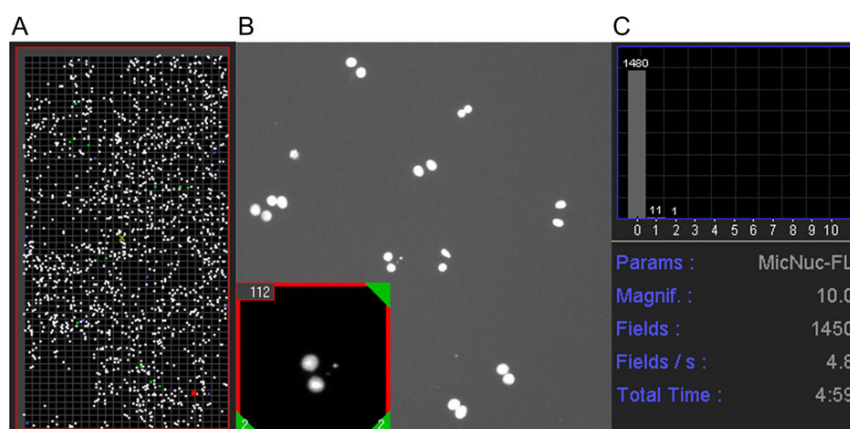 A B C
1480
11 1
0 1 2 3 4 5 6 7 8 9 10
Params : MicNuc-FL
Magnif. : 10.0
Fields : 1450
Fields / s : 4.8
Total Time : 4:59
112
2 2